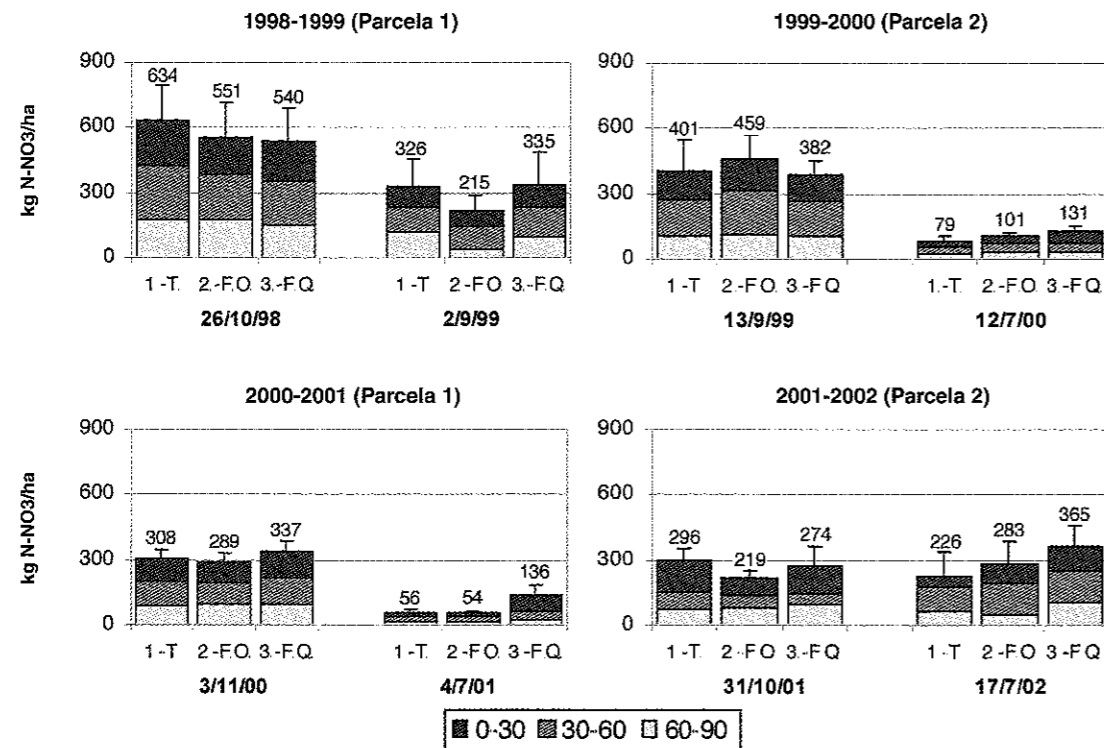 1998-1999 (Parcela 1)
kg N-NO3/ha
900
600
300
0
634
551
540
326
215
335
1.-T.
2.-F.O.
3.-F.Q.
1.-T.
2.-F.O.
3.-F.Q.
26/10/98
2/9/99
1999-2000 (Parcela 2)
900
600
300
0
401
459
382
79
101
131
1.-T.
2.-F.O.
3.-F.Q.
1.-T.
2.-F.O.
3.-F.Q.
13/9/99
12/7/00
2000-2001 (Parcela 1)
kg N-NO3/ha
900
600
300
0
308
289
337
56
54
136
1.-T.
2.-F.O.
3.-F.Q.
1.-T.
2.-F.O.
3.-F.Q.
3/11/00
4/7/01
2001-2002 (Parcela 2)
900
600
300
0
296
219
274
226
283
365
1.-T.
2.-F.O.
3.-F.Q.
1.-T.
2.-F.O.
3.-F.Q.
31/10/01
17/7/02
0-30 30-60 60-90